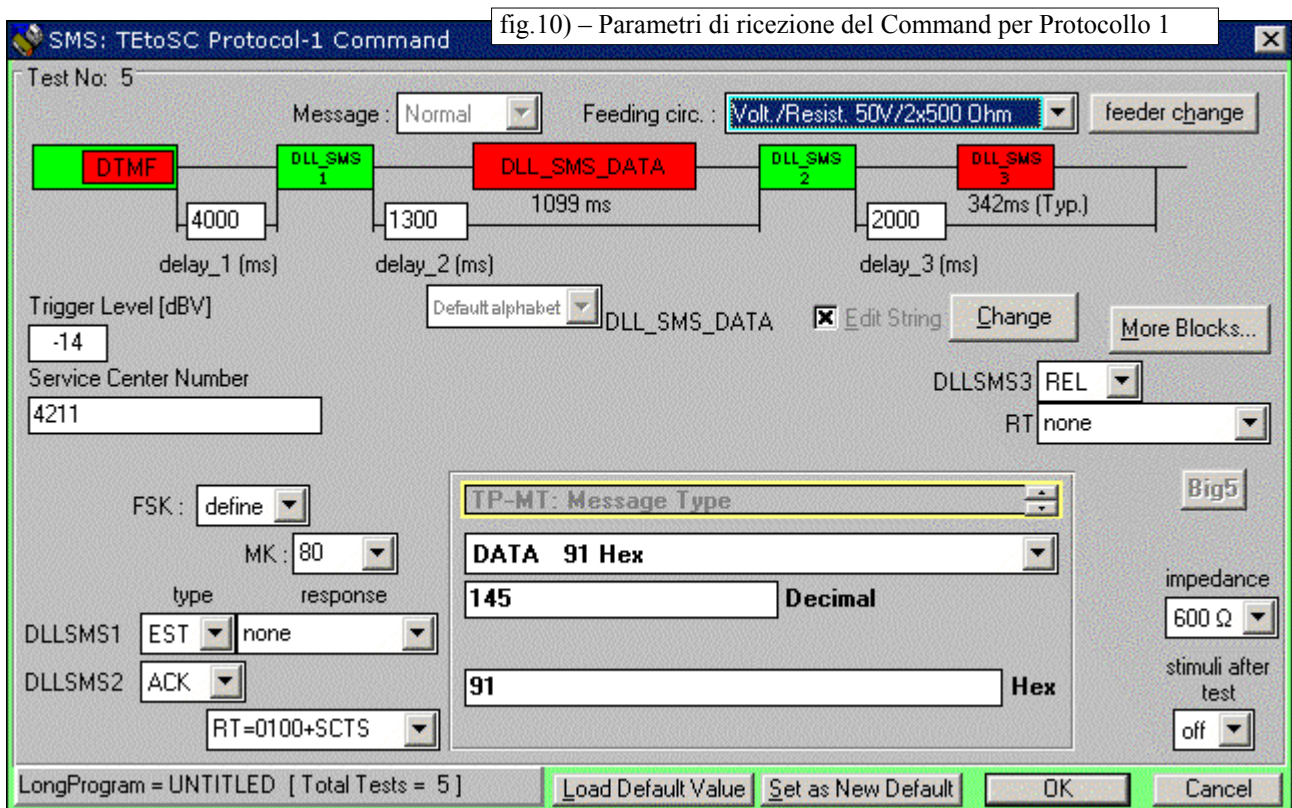 fig.10) – Parametri di ricezione del Command per Protocollo 1
SMS: TEtoSC Protocol-1 Command
Test No: 5
Message : Normal
Feeding circ. : Volt./Resist. 50V/2x500 Ohm
feeder change
DTMF
DLL_SMS 1
DLL_SMS_DATA
DLL_SMS 2
DLL_SMS 3
1099 ms
342ms (Typ.)
4000
1300
2000
delay_1 (ms)
delay_2 (ms)
delay_3 (ms)
Trigger Level [dBV]
-14
Default alphabet
DLL_SMS_DATA
Edit String
Change
More Blocks...
Service Center Number
4211
DLLSMS3 REL
RT none
FSK : define
MK : 80
type response
DLLSMS1 EST none
DLLSMS2 ACK
RT=0100+SCTS
TP-MT: Message Type
DATA 91 Hex
145 Decimal
91 Hex
Big5
impedance
600 Ω
stimuli after
test
off
LongProgram = UNTITLED [ Total Tests = 5 ]
Load Default Value
Set as New Default
OK
Cancel